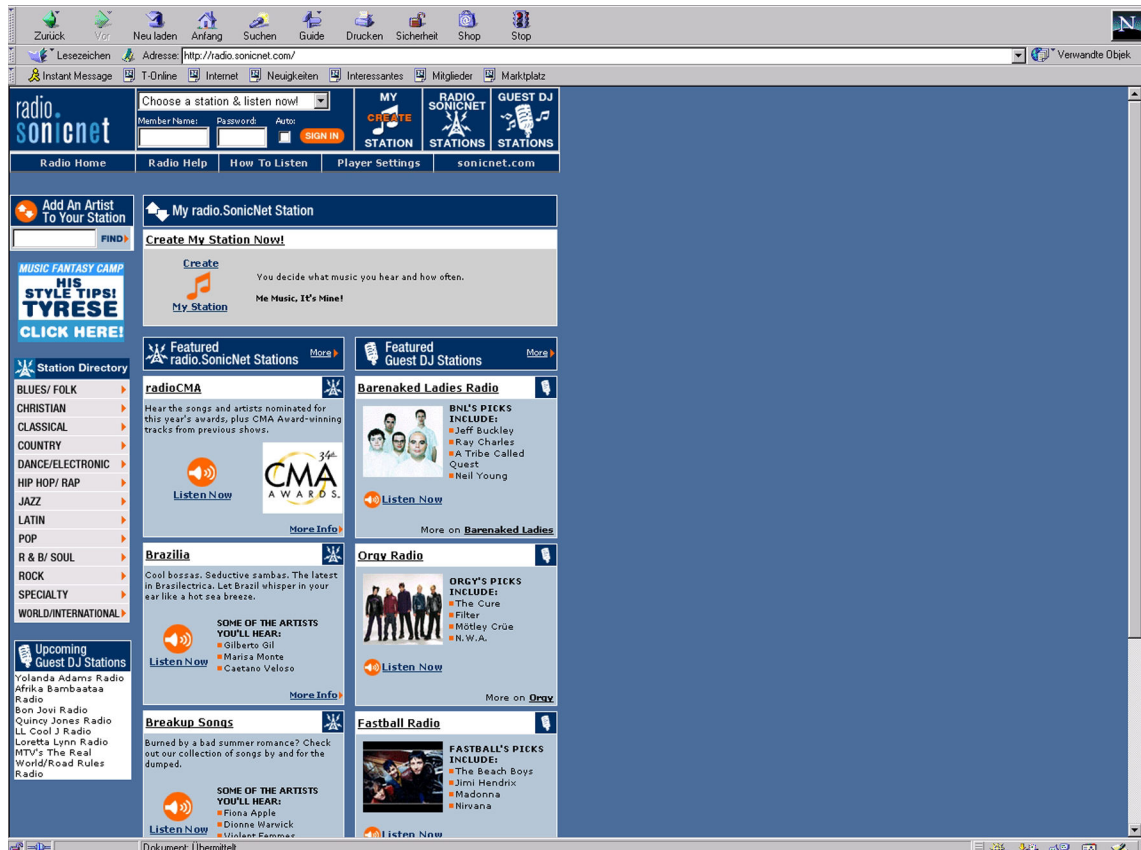 Zurück Vor Neu laden Anfang Suchen Guide Drucken Sicherheit Shop Stop
N
Lesezeichen Adresse: http://radio.sonicnet.com/ Verwandte Objek
Instant Message T-Online Internet Neuigkeiten Interessantes Mitglieder Marktplatz
radio.
sonicnet
Choose a station & listen now!
Member Name: Password: Auto:
SIGN IN
MY
CREATE
STATION
RADIO
SONICNET
STATIONS
GUEST DJ
STATIONS
Radio Home Radio Help How To Listen Player Settings sonicnet.com
Add An Artist
To Your Station
FIND
MUSIC FANTASY CAMP
HIS
STYLE TIPS!
TYRESE
CLICK HERE!
Station Directory
BLUES/ FOLK
CHRISTIAN
CLASSICAL
COUNTRY
DANCE/ELECTRONIC
HIP HOP/ RAP
JAZZ
LATIN
POP
R & B/ SOUL
ROCK
SPECIALTY
WORLD/INTERNATIONAL
Upcoming
Guest DJ Stations
Yolanda Adams Radio
Afrika Bambaataa
Radio
Bon Jovi Radio
Quincy Jones Radio
LL Cool J Radio
Loretta Lynn Radio
MTV's The Real
World/Road Rules
Radio
My radio.SonicNet Station
Create My Station Now!
Create
My Station
You decide what music you hear and how often.
Me Music, It's Mine!
Featured
radio.SonicNet Stations
More
radioCMA
Hear the songs and artists nominated for
this year's awards, plus CMA Award-winning
tracks from previous shows.
Listen Now
34th
CMA
AWARDS.
More Info
Brazilia
Cool bossas. Seductive sambas. The latest
in Brasilectrica. Let Brazil whisper in your
ear like a hot sea breeze.
Listen Now
SOME OF THE ARTISTS
YOU'LL HEAR:
Gilberto Gil
Marisa Monte
Caetano Veloso
More Info
Breakup Songs
Burned by a bad summer romance? Check
out our collection of songs by and for the
dumped.
Listen Now
SOME OF THE ARTISTS
YOU'LL HEAR:
Fiona Apple
Dionne Warwick
Violent Femmes
Featured
Guest DJ Stations
More
Barenaked Ladies Radio
BNL'S PICKS
INCLUDE:
Jeff Buckley
Ray Charles
A Tribe Called
Quest
Neil Young
Listen Now
More on Barenaked Ladies
Orgy Radio
ORGY'S PICKS
INCLUDE:
The Cure
Filter
Mötley Crüe
N.W.A.
Listen Now
More on Orgy
Fastball Radio
FASTBALL'S PICKS
INCLUDE:
The Beach Boys
Jimi Hendrix
Madonna
Nirvana
Listen Now
Dokument: Übermittelt